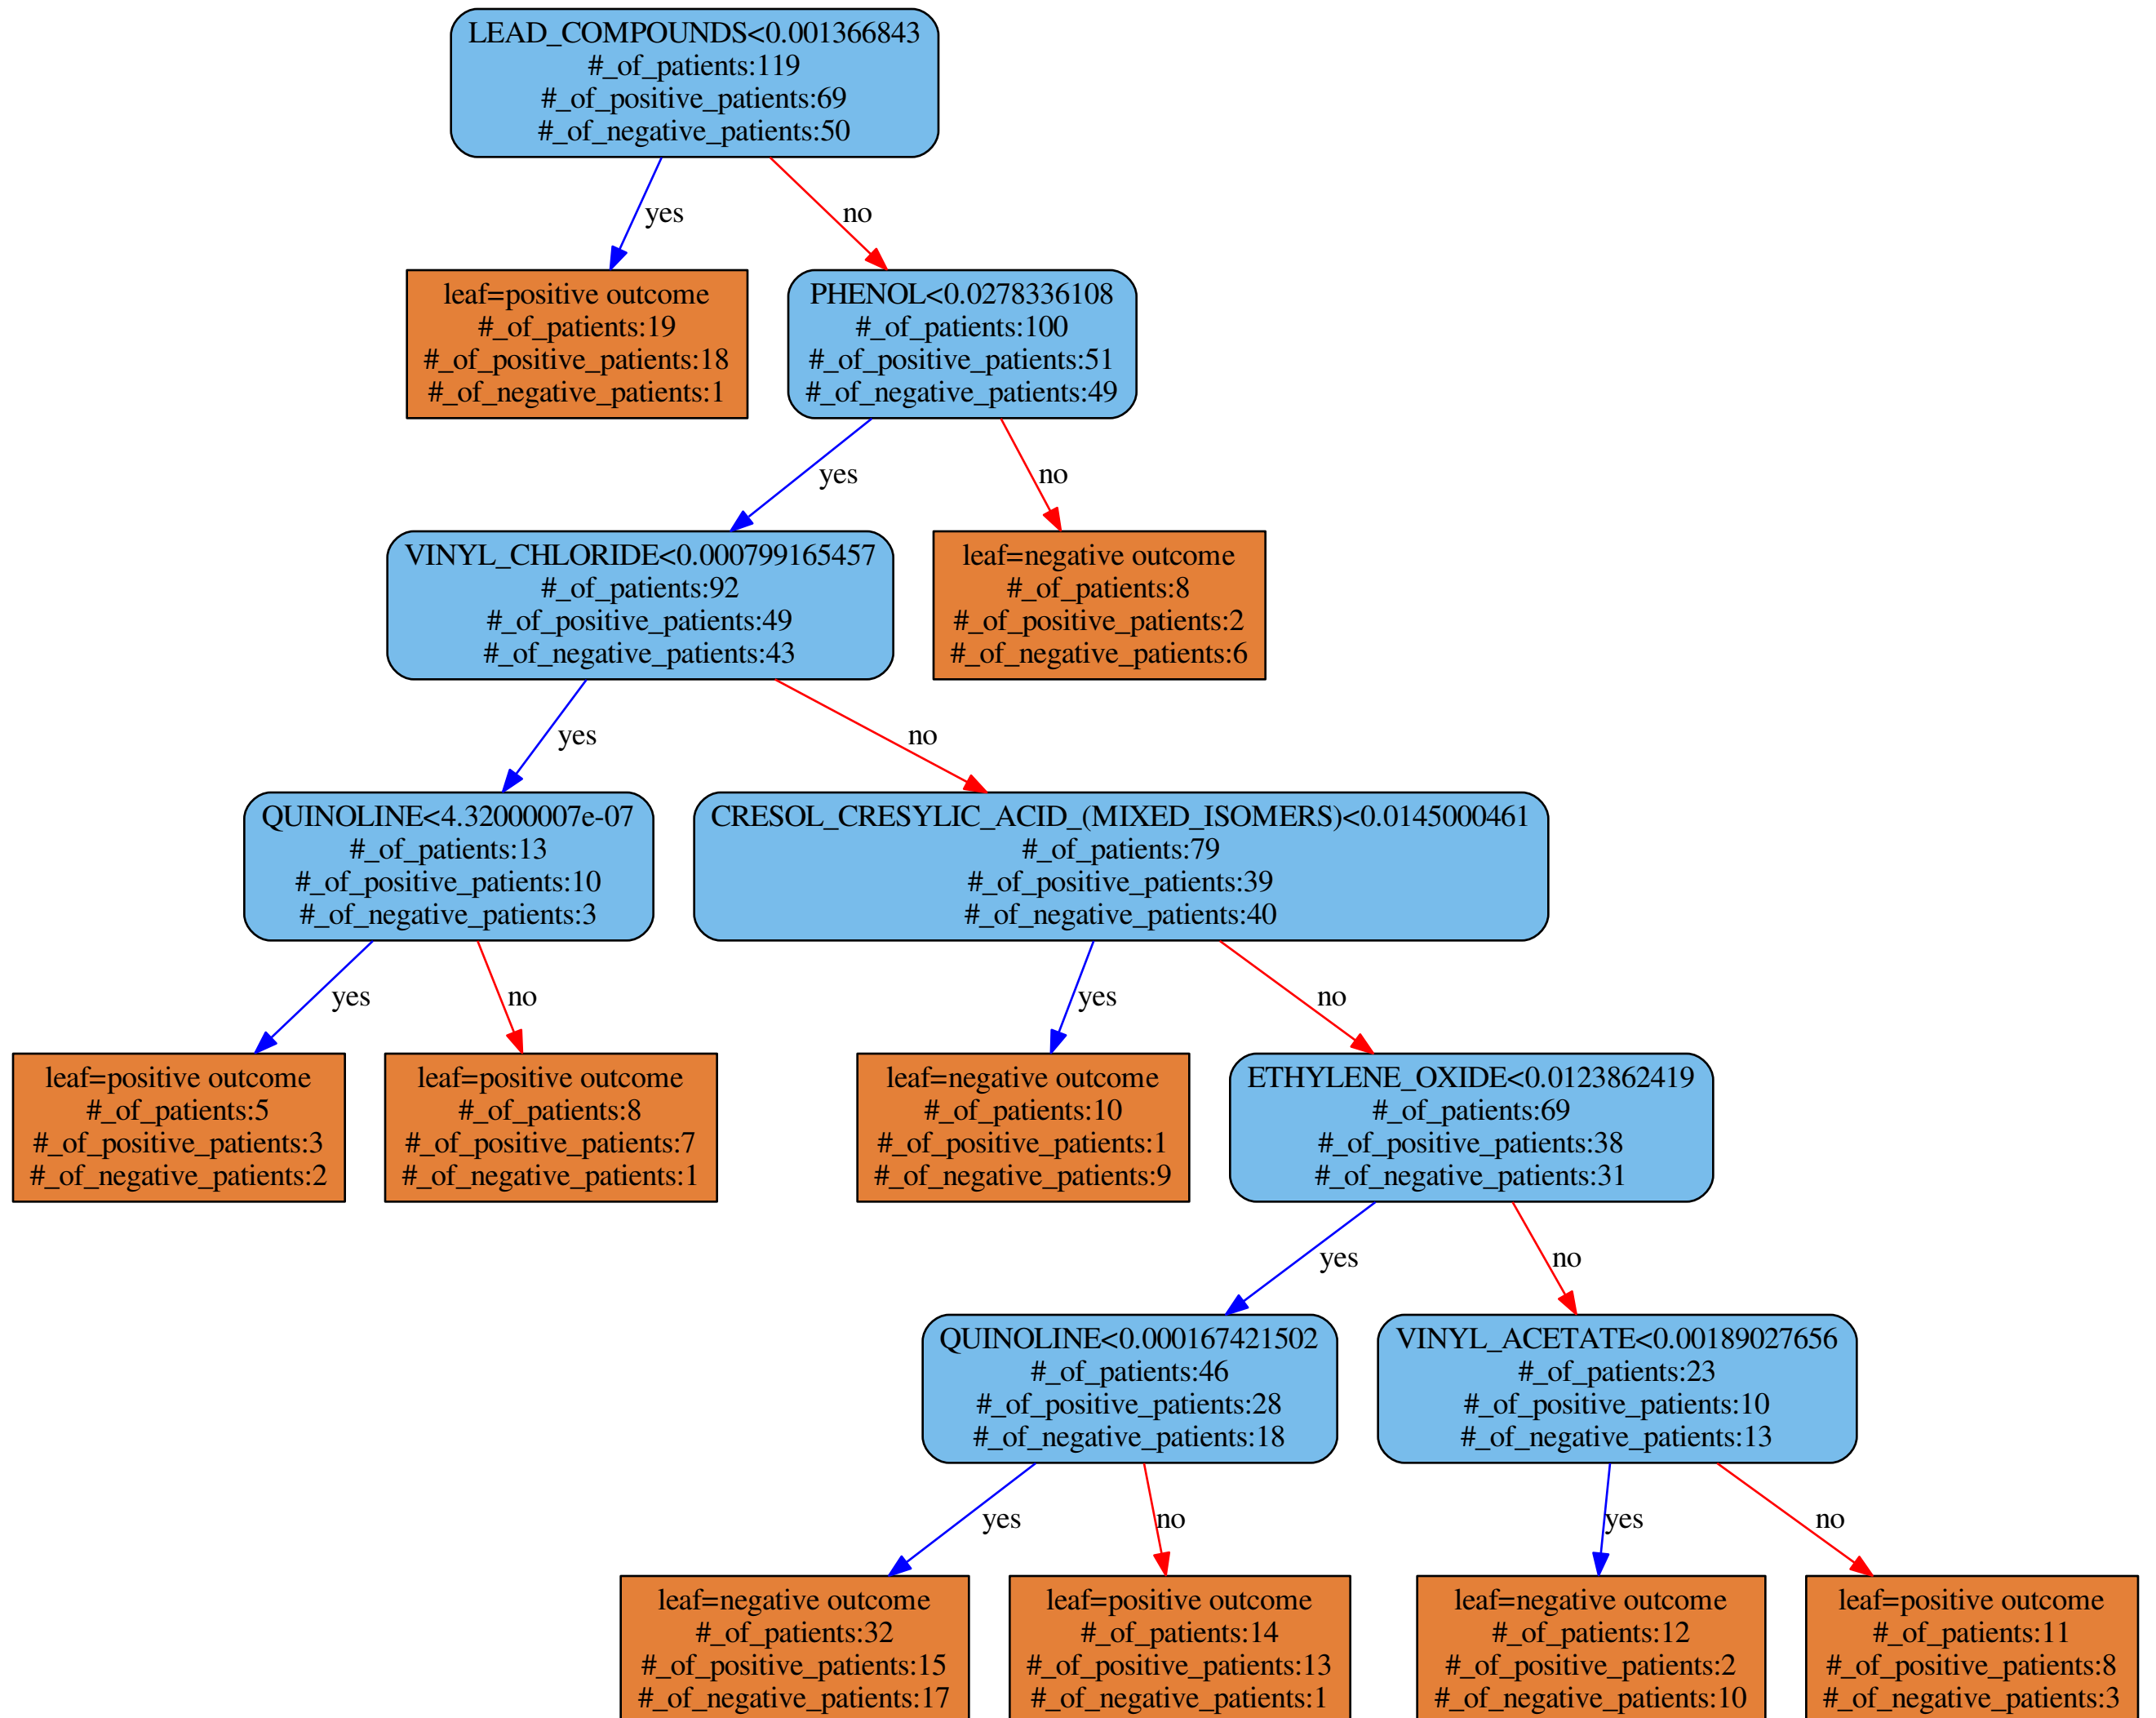 LEAD_COMPOUNDS<0.001366843
#_of_patients:119
#_of_positive_patients:69
#_of_negative_patients:50
yes
no
leaf=positive outcome
#_of_patients:19
#_of_positive_patients:18
#_of_negative_patients:1
PHENOL<0.0278336108
#_of_patients:100
#_of_positive_patients:51
#_of_negative_patients:49
yes
no
VINYL_CHLORIDE<0.000799165457
#_of_patients:92
#_of_positive_patients:49
#_of_negative_patients:43
leaf=negative outcome
#_of_patients:8
#_of_positive_patients:2
#_of_negative_patients:6
yes
no
QUINOLINE<4.32000007e-07
#_of_patients:13
#_of_positive_patients:10
#_of_negative_patients:3
CRESOL_CRESYLIC_ACID_(MIXED_ISOMERS)<0.0145000461
#_of_patients:79
#_of_positive_patients:39
#_of_negative_patients:40
yes
no
yes
no
leaf=positive outcome
#_of_patients:5
#_of_positive_patients:3
#_of_negative_patients:2
leaf=positive outcome
#_of_patients:8
#_of_positive_patients:7
#_of_negative_patients:1
leaf=negative outcome
#_of_patients:10
#_of_positive_patients:1
#_of_negative_patients:9
ETHYLENE_OXIDE<0.0123862419
#_of_patients:69
#_of_positive_patients:38
#_of_negative_patients:31
yes
no
QUINOLINE<0.000167421502
#_of_patients:46
#_of_positive_patients:28
#_of_negative_patients:18
VINYL_ACETATE<0.00189027656
#_of_patients:23
#_of_positive_patients:10
#_of_negative_patients:13
yes
no
yes
no
leaf=negative outcome
#_of_patients:32
#_of_positive_patients:15
#_of_negative_patients:17
leaf=positive outcome
#_of_patients:14
#_of_positive_patients:13
#_of_negative_patients:1
leaf=negative outcome
#_of_patients:12
#_of_positive_patients:2
#_of_negative_patients:10
leaf=positive outcome
#_of_patients:11
#_of_positive_patients:8
#_of_negative_patients:3